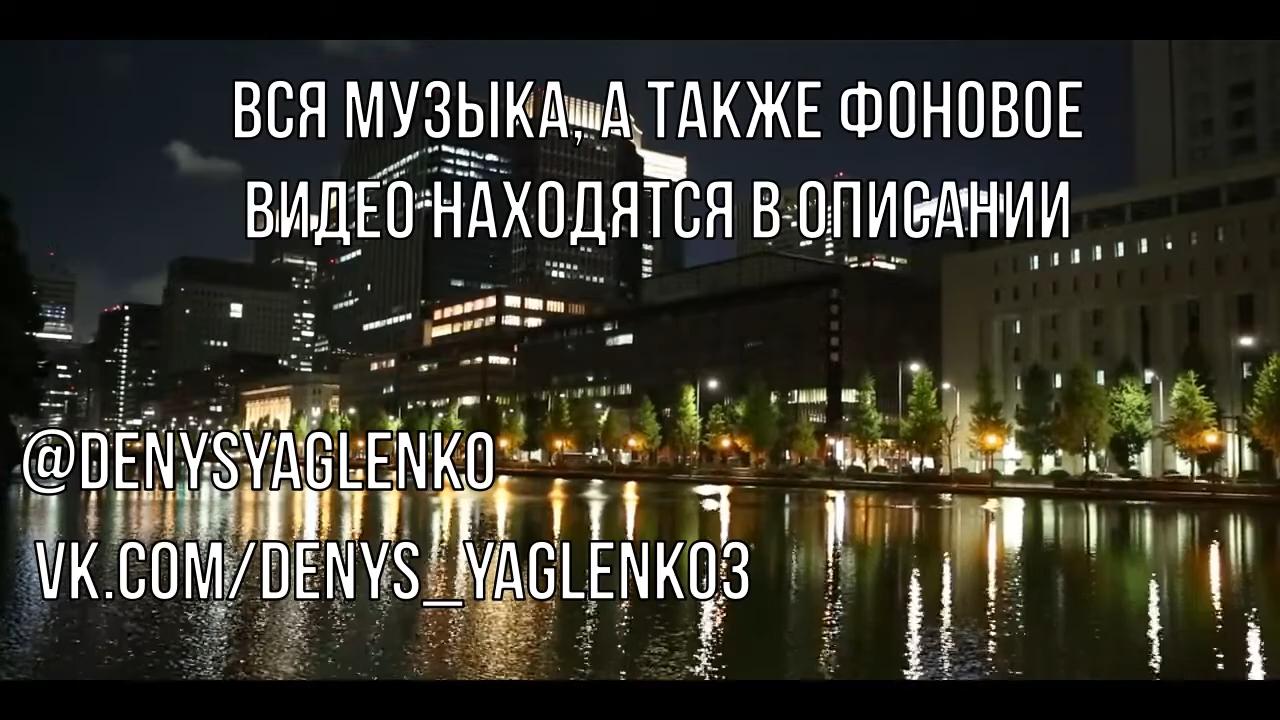 ВСЯ МУЗЫКА, А ТАКЖЕ ФОНОВОЕ
ВИДЕО НАХОДЯТСЯ В ОПИСАНИИ
@DENYSYAGLENKO
VK.COM/DENYS_YAGLENKO3